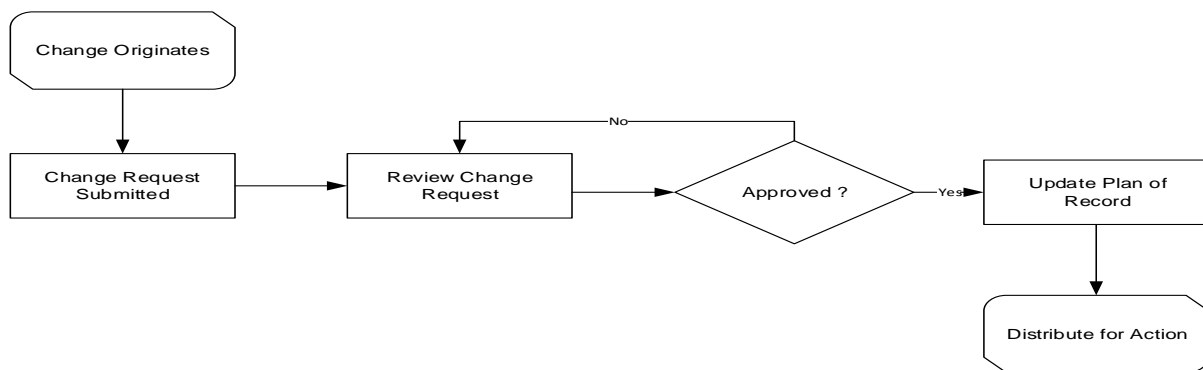 Change Originates
Change Request
Submitted
No
Review Change
Request
Approved ?
Yes
Update Plan of
Record
Distribute for Action